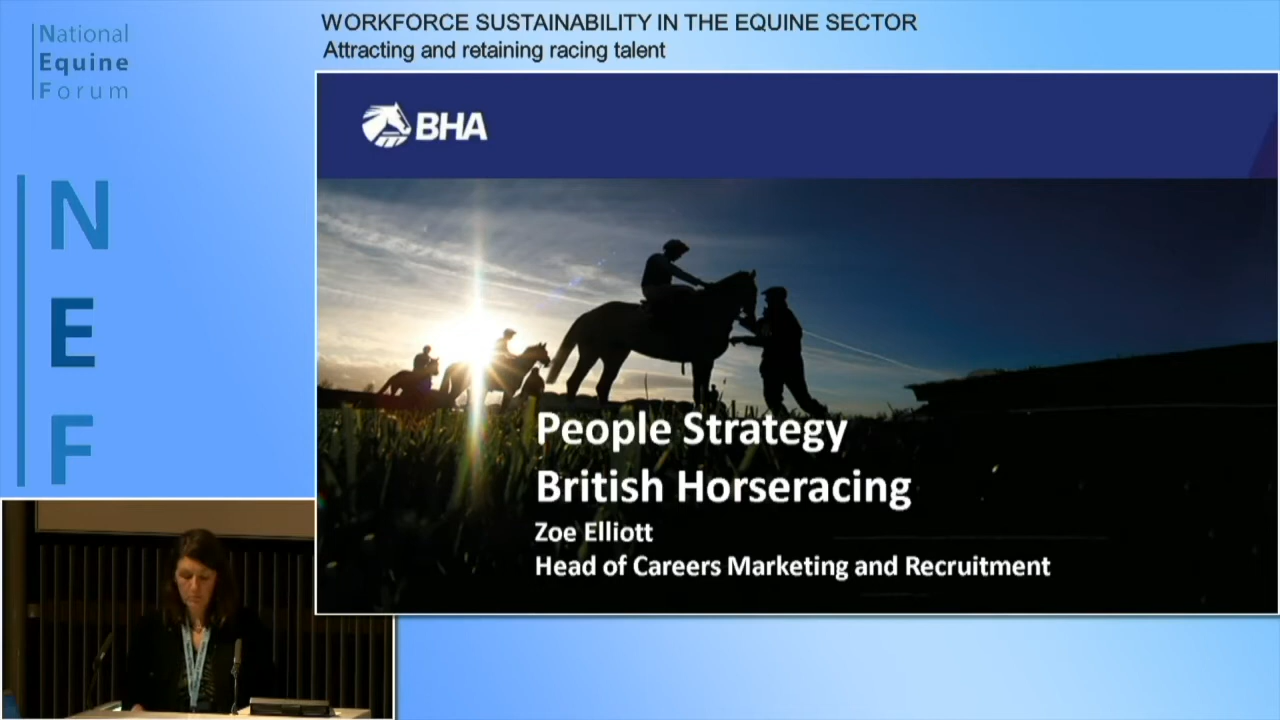 National
Equine
Forum
N
E
F
WORKFORCE SUSTAINABILITY IN THE EQUINE SECTOR
Attracting and retaining racing talent
BHA
People Strategy
British Horseracing
Zoe Elliott
Head of Careers Marketing and Recruitment